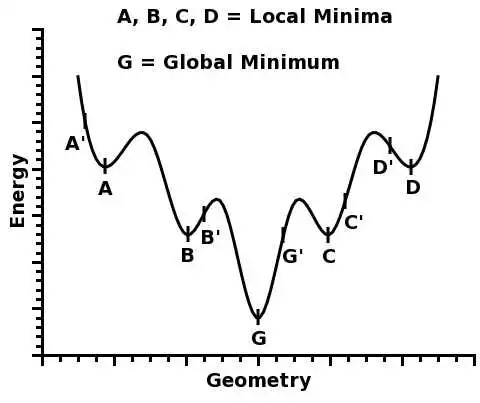 A, B, C, D = Local Minima
G = Global Minimum
Energy
A'
A
B
B'
G
G'
C
C'
D'
D
Geometry